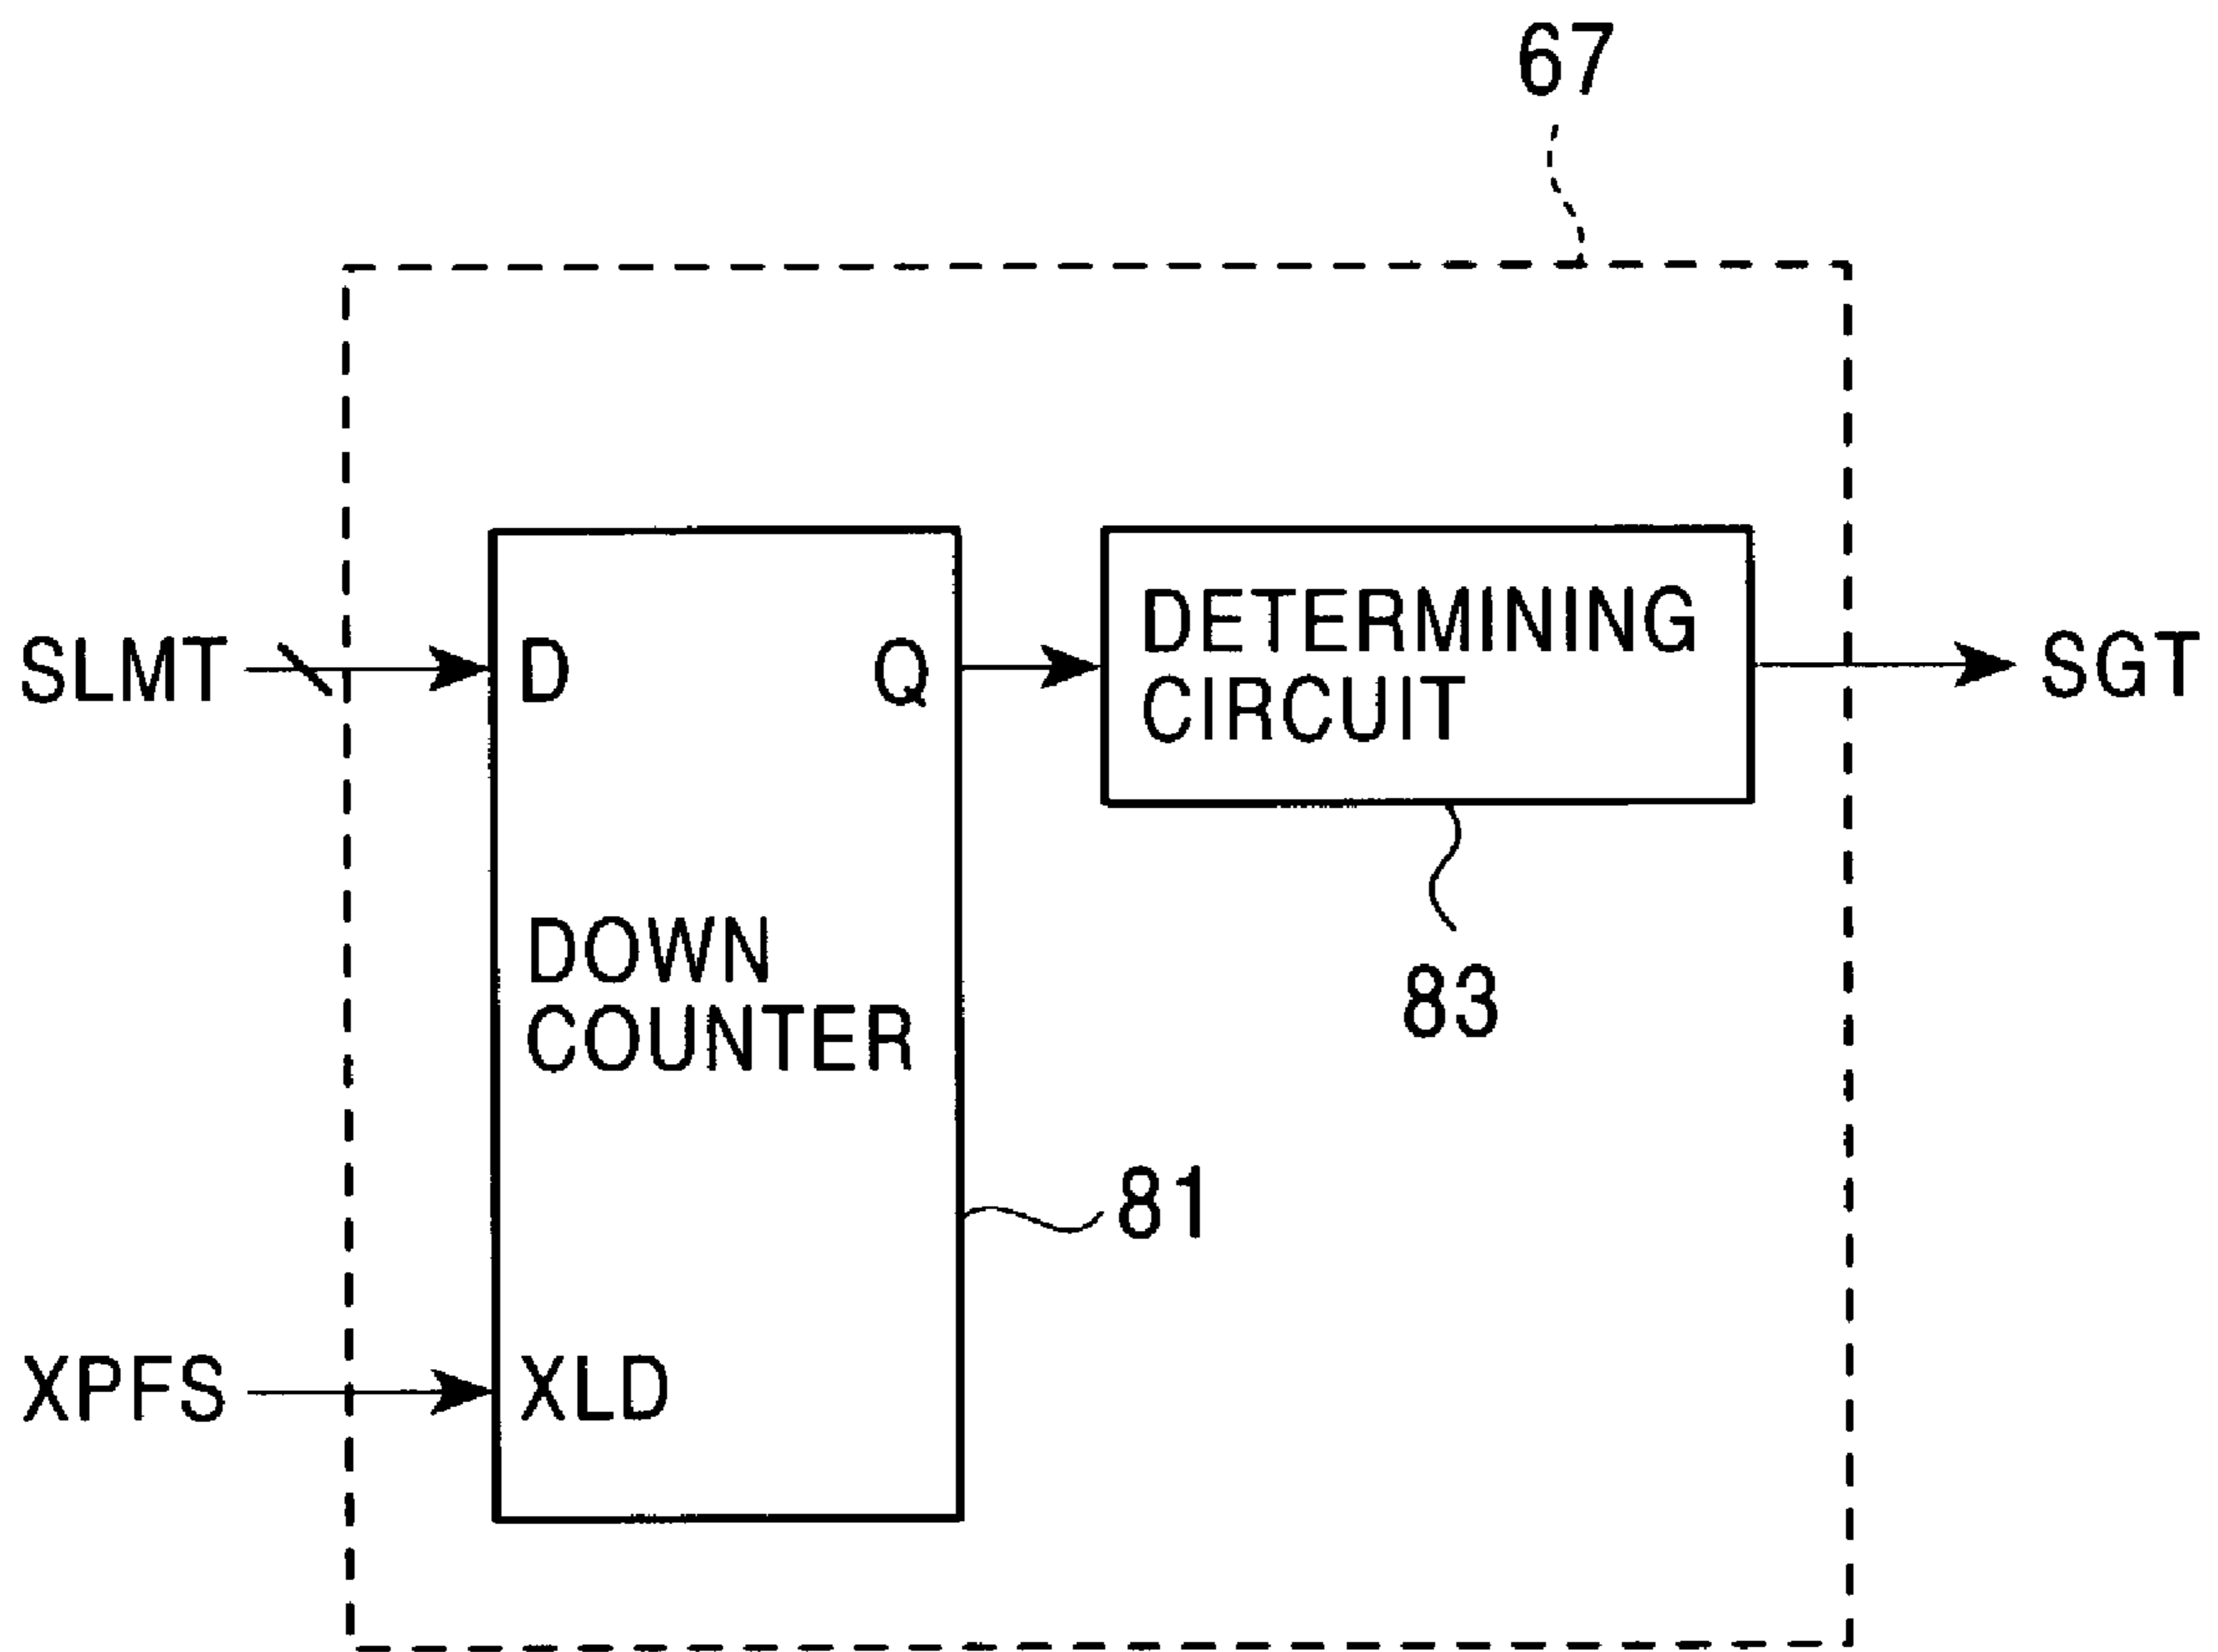 67
SLMT
D
Q
DETERMINING
CIRCUIT
SGT
83
DOWN
COUNTER
81
XPFS
XLD